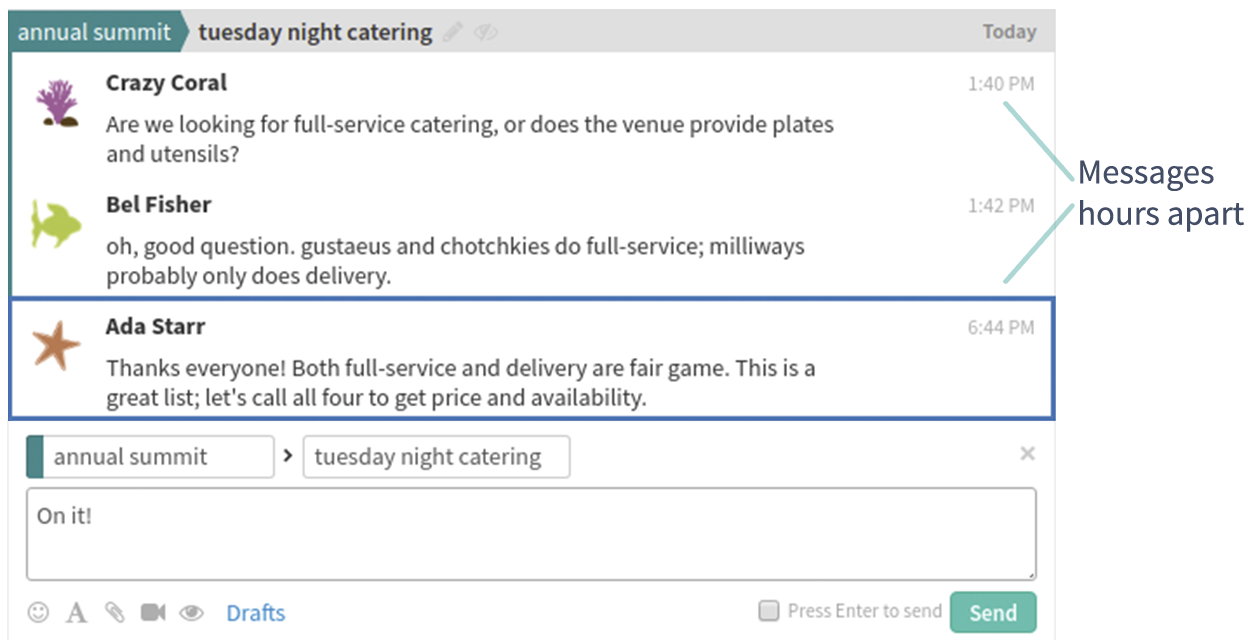 annual summit tuesday night catering Today
Crazy Coral 1:40 PM
Are we looking for full-service catering, or does the venue provide plates
and utensils?
Messages
hours apart
Bel Fisher 1:42 PM
oh, good question. gustaeus and chotchkies do full-service; milliways
probably only does delivery.
Ada Starr 6:44 PM
Thanks everyone! Both full-service and delivery are fair game. This is a
great list; let's call all four to get price and availability.
annual summit > tuesday night catering ×
On it!
Drafts Press Enter to send Send